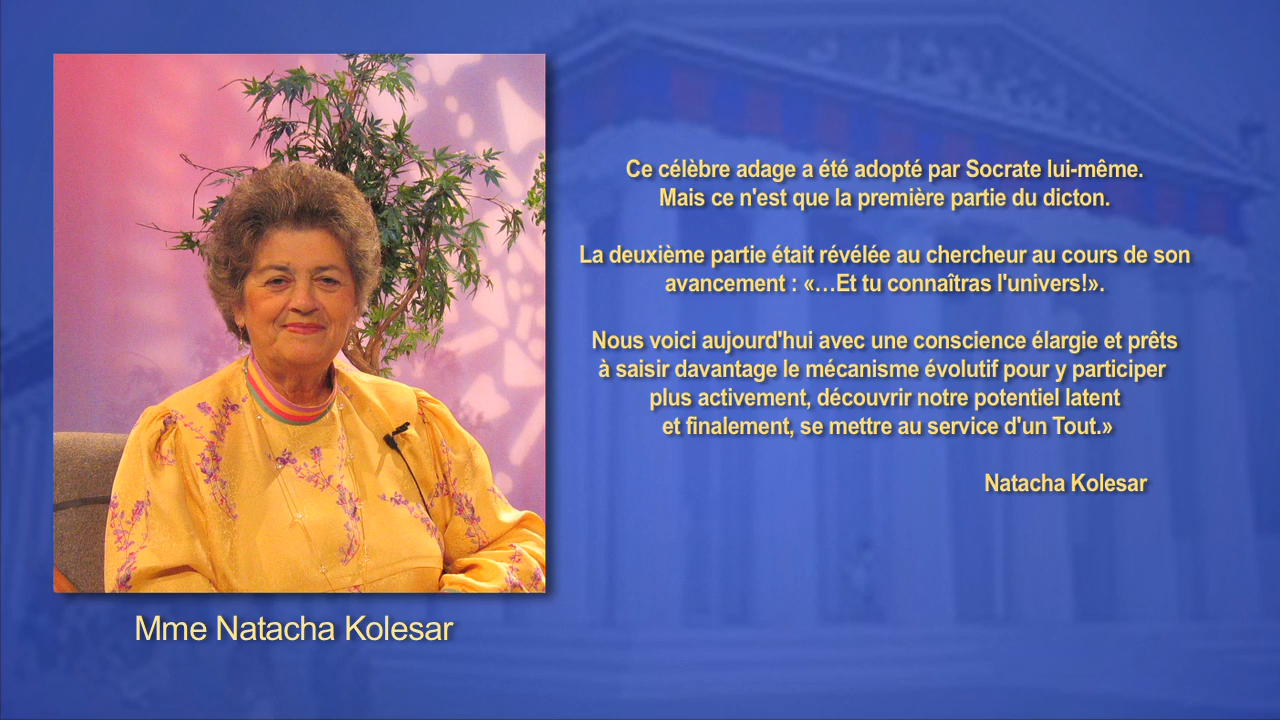 Ce célèbre adage a été adopté par Socrate lui-même.
Mais ce n'est que la première partie du dicton.
La deuxième partie était révélée au chercheur au cours de son
avancement : «…Et tu connaîtras l'univers!».
Nous voici aujourd'hui avec une conscience élargie et prêts
à saisir davantage le mécanisme évolutif pour y participer
plus activement, découvrir notre potentiel latent
et finalement, se mettre au service d'un Tout.»
Natacha Kolesar
Mme Natacha Kolesar